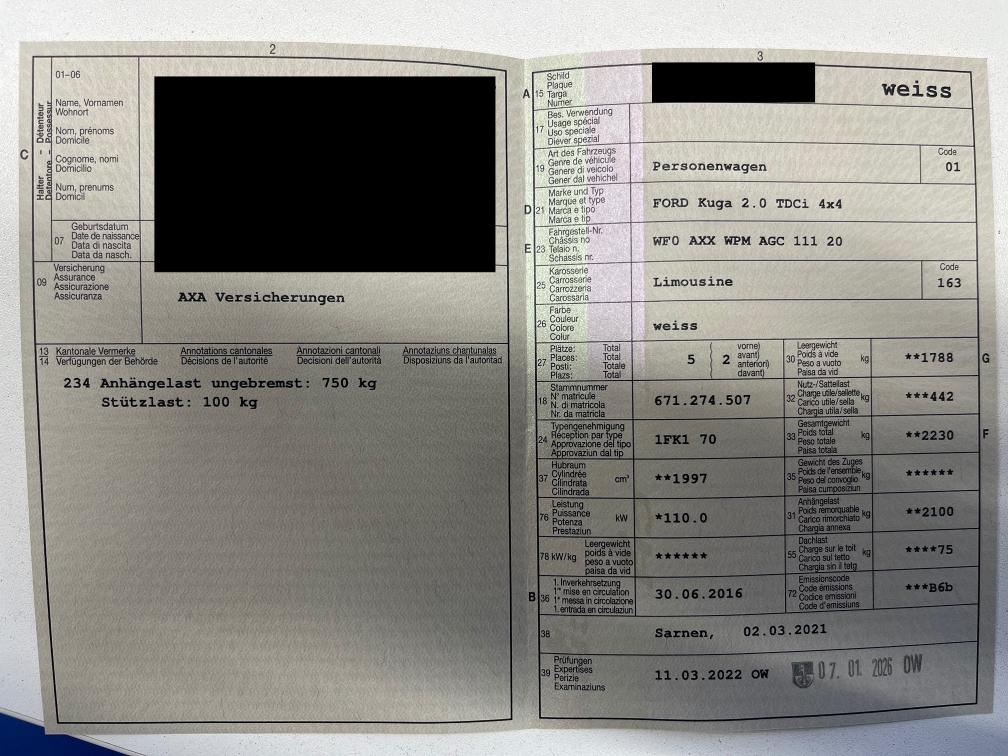 2
01–06
Halter - Détenteur
Detentore - Possessur
Name, Vornamen
Wohnort
Nom, prénoms
Domicile
C
Cognome, nomi
Domicilio
Num, prenums
Domicil
07
Geburtsdatum
Date de naissance
Data di nascita
Data da nasch.
09
Versicherung
Assurance
Assicurazione
Assicuranza
AXA Versicherungen
13 Kantonale Vermerke Annotations cantonales Annotazioni cantonali Annotaziuns chantunalas
14 Verfügungen der Behörde Décisions de l'autorité Decisioni dell'autorità Disposiziuns da l'autoritad
234 Anhängelast ungebremst: 750 kg
Stützlast: 100 kg
3
A 15
Schild
Plaque
Targa
Numer
weiss
17
Bes. Verwendung
Usage spécial
Uso speciale
Diever spezial
19
Art des Fahrzeugs
Genre de véhicule
Genere di veicolo
Gener dal vehichel
Personenwagen
Code
01
D 21
Marke und Typ
Marque et type
Marca e tipo
Marca e tip
FORD Kuga 2.0 TDCi 4x4
E 23
Fahrgestell-Nr.
Châssis no
Telaio n.
Schassis nr.
WF0 AXX WPM AGC 111 20
25
Karosserie
Carrosserie
Carrozzeria
Carossaria
Limousine
Code
163
26
Farbe
Couleur
Colore
Colur
weiss
27
Plätze: Total
Places: Total
Posti: Totale
Plazs: Total
5 ( 2
vorne)
avant)
anteriori)
davant)
30
Leergewicht
Poids à vide
Peso a vuoto
Paisa da vid
kg
**1788
G
18
Stammnummer
N° matricule
N. di matricola
Nr. da matricla
671.274.507
32
Nutz-/Sattellast
Charge utile/sellette
Carico utile/sella
Chargia utila/sella
kg
***442
24
Typengenehmigung
Réception par type
Approvazione del tipo
Approvaziun dal tip
1FK1 70
33
Gesamtgewicht
Poids total
Peso totale
Paisa totala
kg
**2230
F
37
Hubraum
Cylindrée
Cilindrata
Cilindrada
cm³
**1997
35
Gewicht des Zuges
Poids de l'ensemble
Peso del convoglio
Paisa cumposiziun
kg
******
76
Leistung
Puissance
Potenza
Prestaziun
kW
*110.0
31
Anhängelast
Poids remorquable
Carico rimorchiato
Chargia annexa
kg
**2100
78 kW/kg
Leergewicht
poids à vide
peso a vuoto
paisa da vid
******
55
Dachlast
Charge sur le toit
Carico sul tetto
Chargia sin il tetg
kg
****75
B 36
1. Inverkehrsetzung
1re mise en circulation
1a messa in circolazione
1. entrada en circulaziun
30.06.2016
72
Emissionscode
Code émissions
Codice emissioni
Code d'emissiuns
***B6b
38
Sarnen, 02.03.2021
39
Prüfungen
Expertises
Perizie
Examinaziuns
11.03.2022 OW
07. 01. 2026 OW